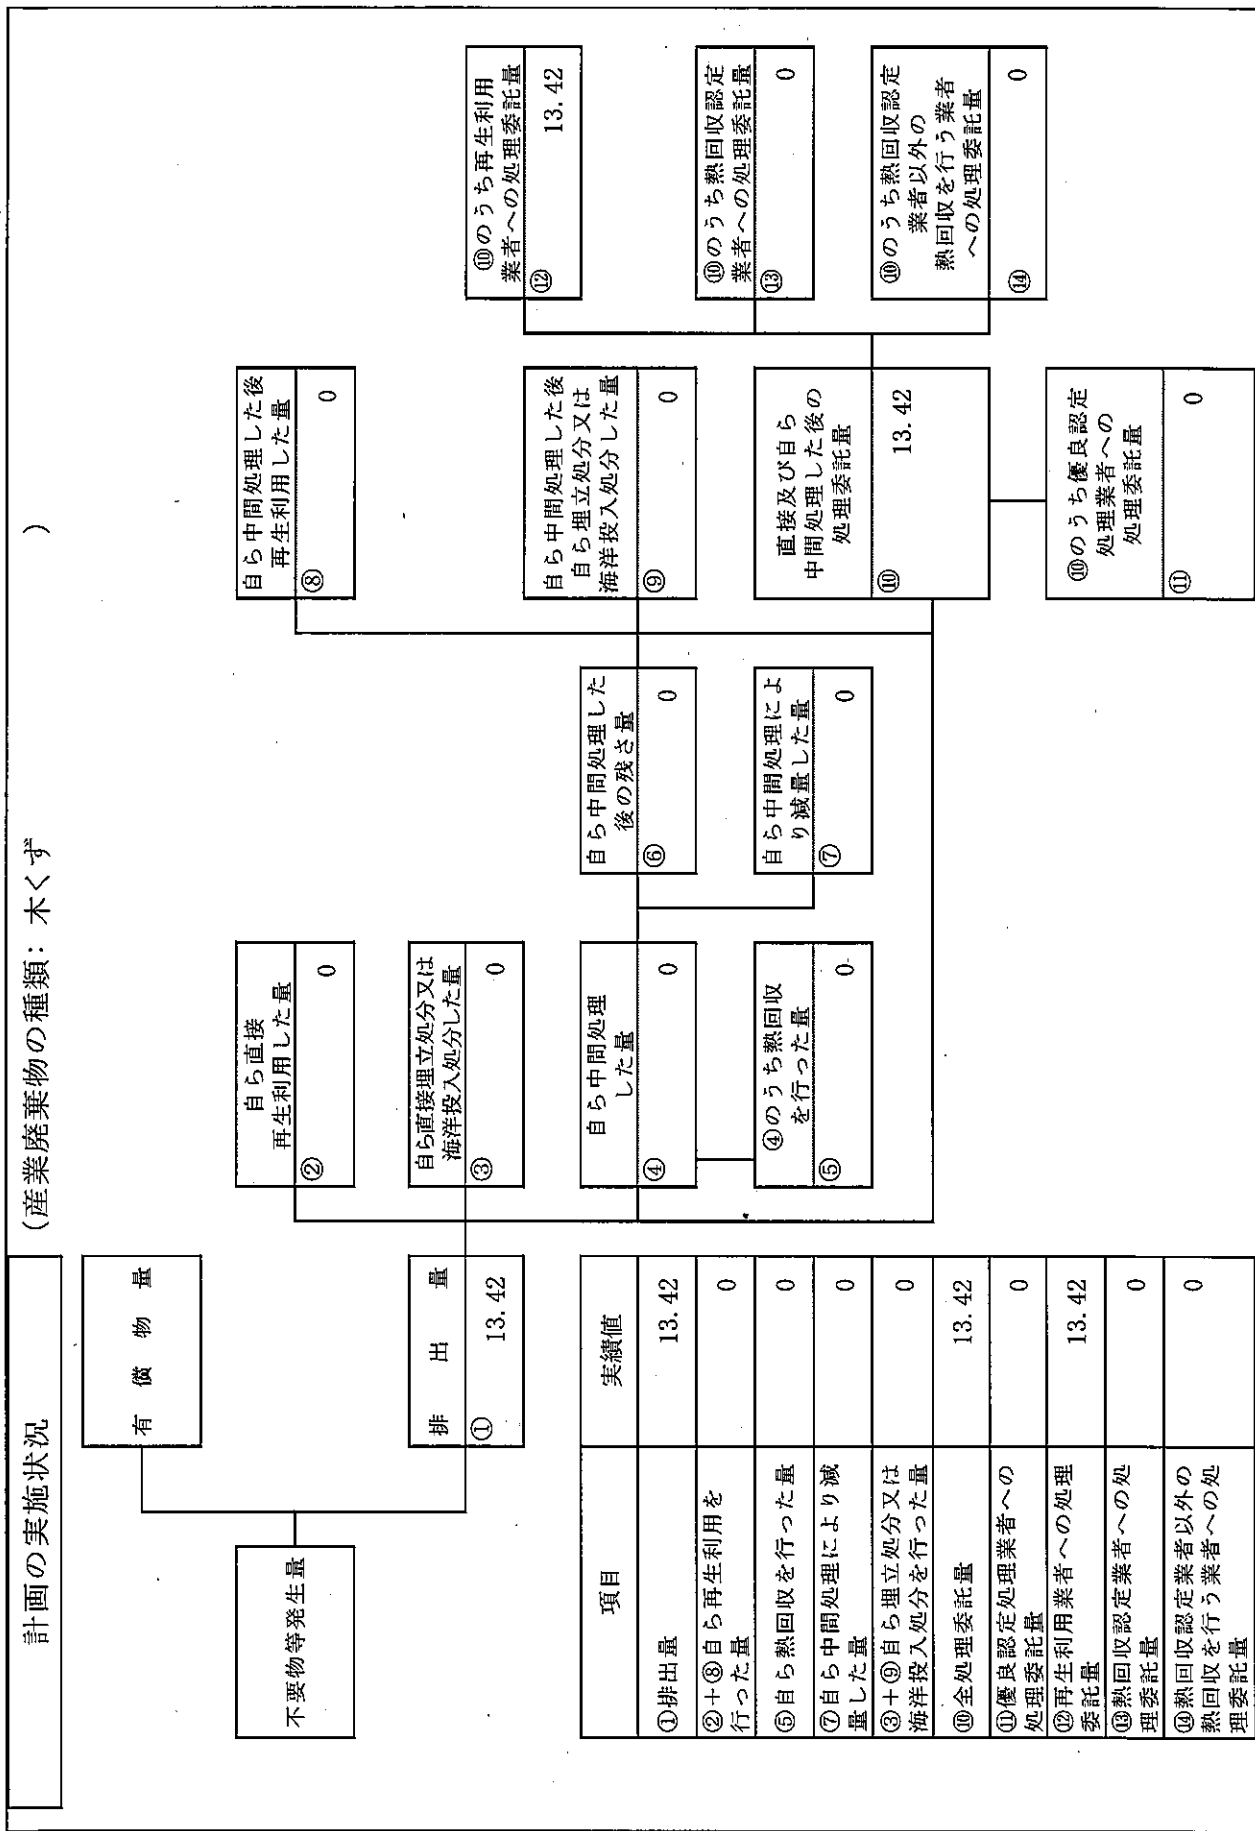 計画の実施状況
(産業廃棄物の種類: 木くず )
不要物等発生量
有 償 物 量
排 出 量
① 13.42
自ら直接
再生利用した量
② 0
自ら直接埋立処分又は
海洋投入処分した量
③ 0
自ら中間処理
した量
④ 0
④のうち熱回収
を行った量
⑤ 0
自ら中間処理した
後の残さ量
⑥ 0
自ら中間処理によ
り減量した量
⑦ 0
自ら中間処理した後
再生利用した量
⑧ 0
自ら中間処理した後
自ら埋立処分又は
海洋投入処分した量
⑨ 0
直接及び自ら
中間処理した後の
処理委託量
⑩ 13.42
⑩のうち優良認定
処理業者への
処理委託量
⑪ 0
⑩のうち再生利用
業者への処理委託量
⑫ 13.42
⑩のうち熱回収認定
業者への処理委託量
⑬ 0
⑩のうち熱回収認定
業者以外の
熱回収を行う業者
への処理委託量
⑭ 0
項目 実績値
①排出量 13.42
②+⑧自ら再生利用を
行った量 0
⑤自ら熱回収を行った量 0
⑦自ら中間処理により減
量した量 0
③+⑨自ら埋立処分又は
海洋投入処分を行った量 0
⑩全処理委託量 13.42
⑪優良認定処理業者への
処理委託量 0
⑫再生利用業者への処理
委託量 13.42
⑬熱回収認定業者への処
理委託量 0
⑭熱回収認定業者以外の
熱回収を行う業者への処
理委託量 0